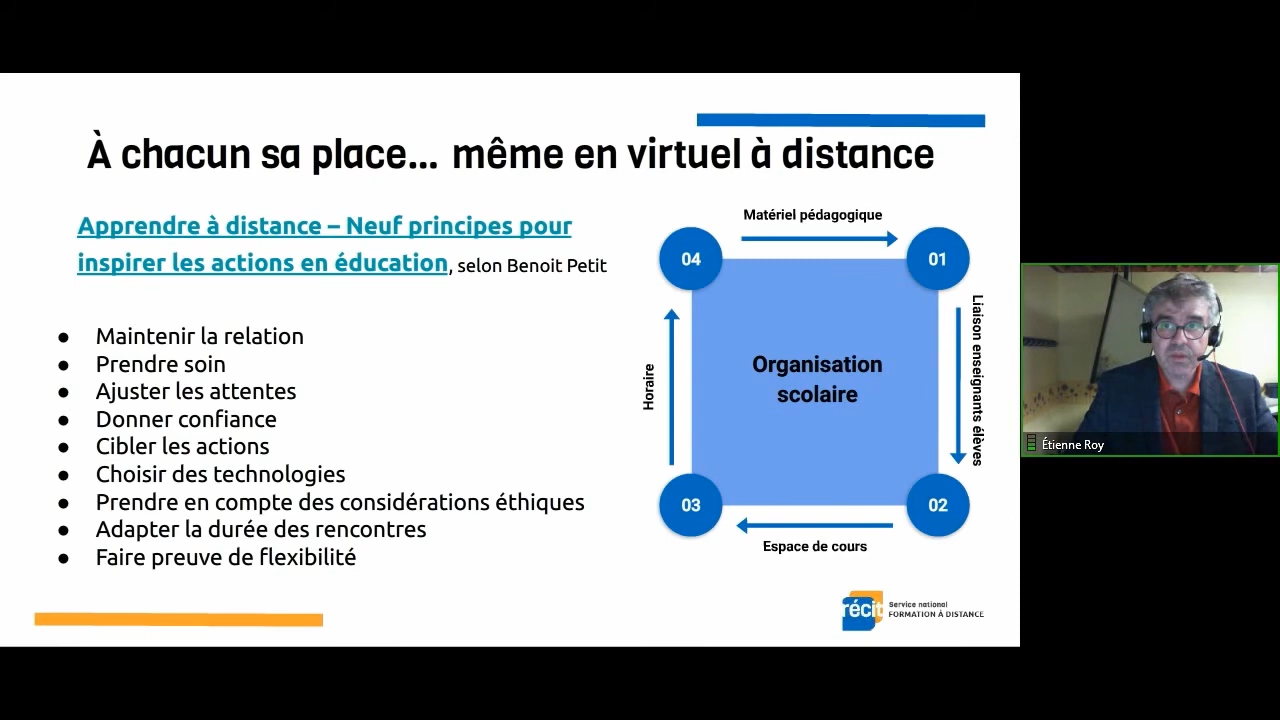 À chacun sa place... même en virtuel à distance
Apprendre à distance – Neuf principes pour
inspirer les actions en éducation, selon Benoit Petit
● Maintenir la relation
● Prendre soin
● Ajuster les attentes
● Donner confiance
● Cibler les actions
● Choisir des technologies
● Prendre en compte des considérations éthiques
● Adapter la durée des rencontres
● Faire preuve de flexibilité
Matériel pédagogique
04
01
Liaison enseignants élèves
Horaire
Organisation
scolaire
03
02
Espace de cours
récit
Service national
FORMATION À DISTANCE
Étienne Roy